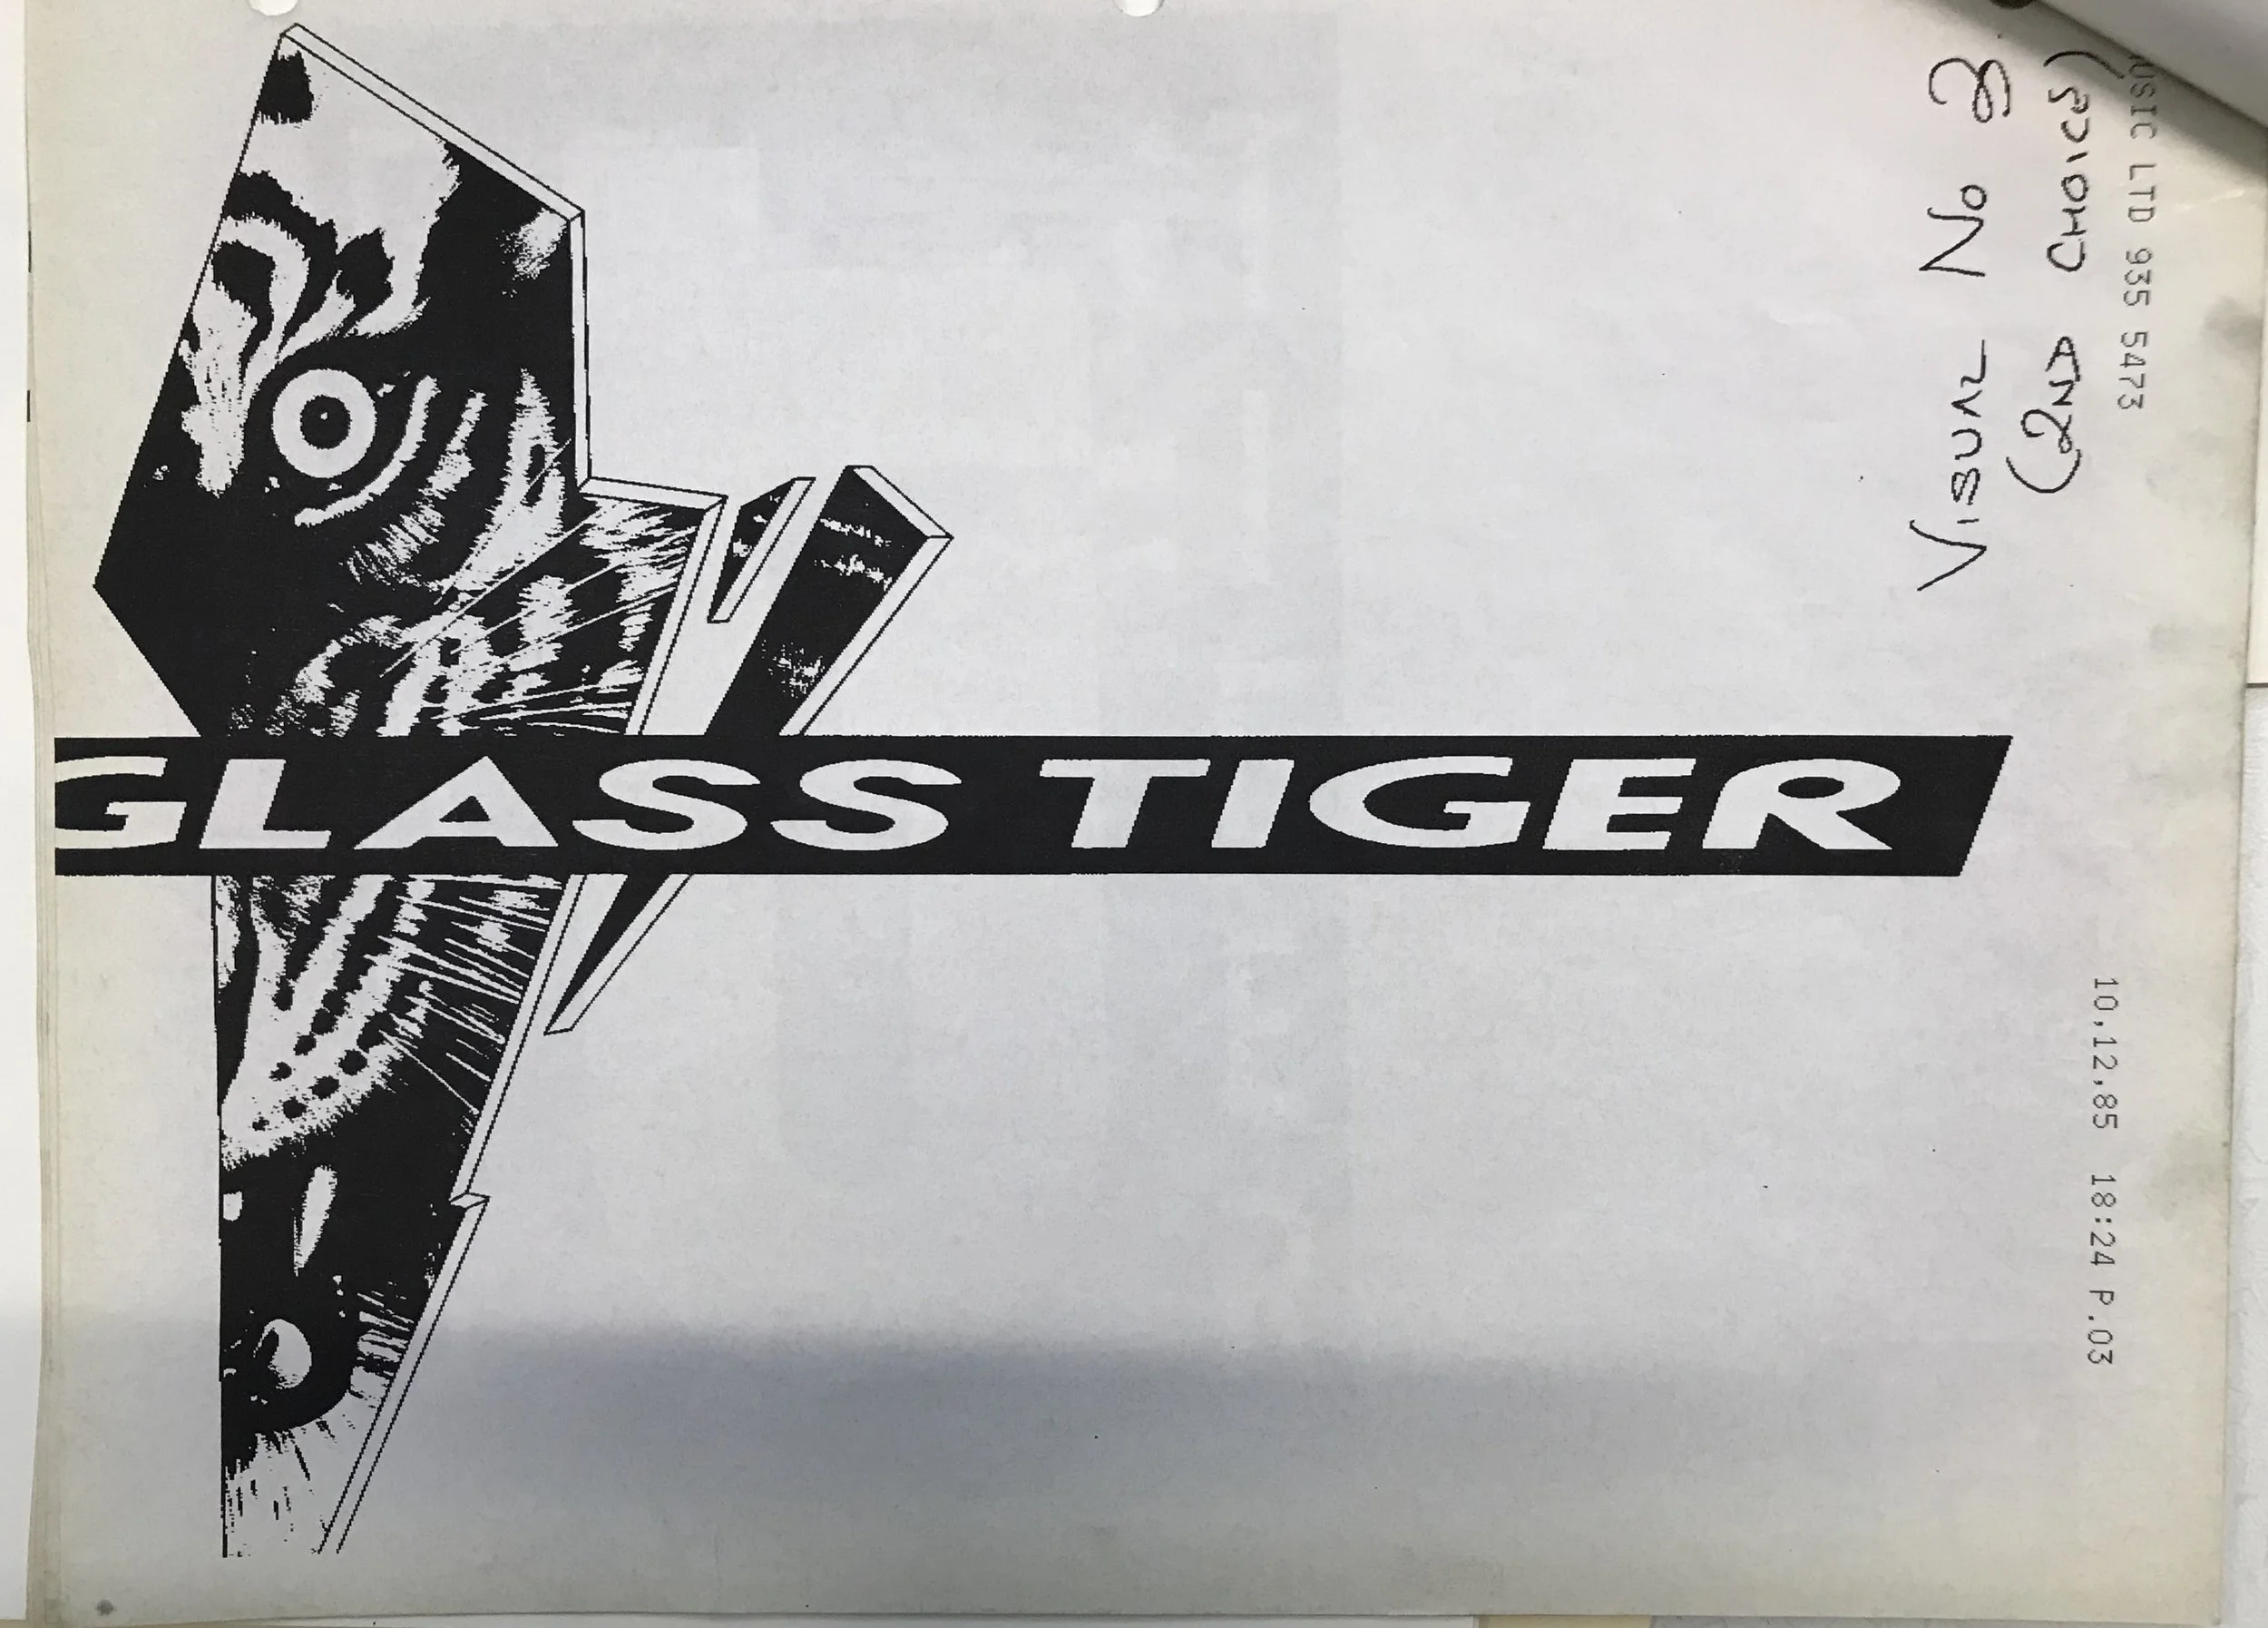 GLASS TIGER
VISUAL No 3
(2ND CHOICE)
USIC LTD 935 5473
10,12,85 18:24 P.03